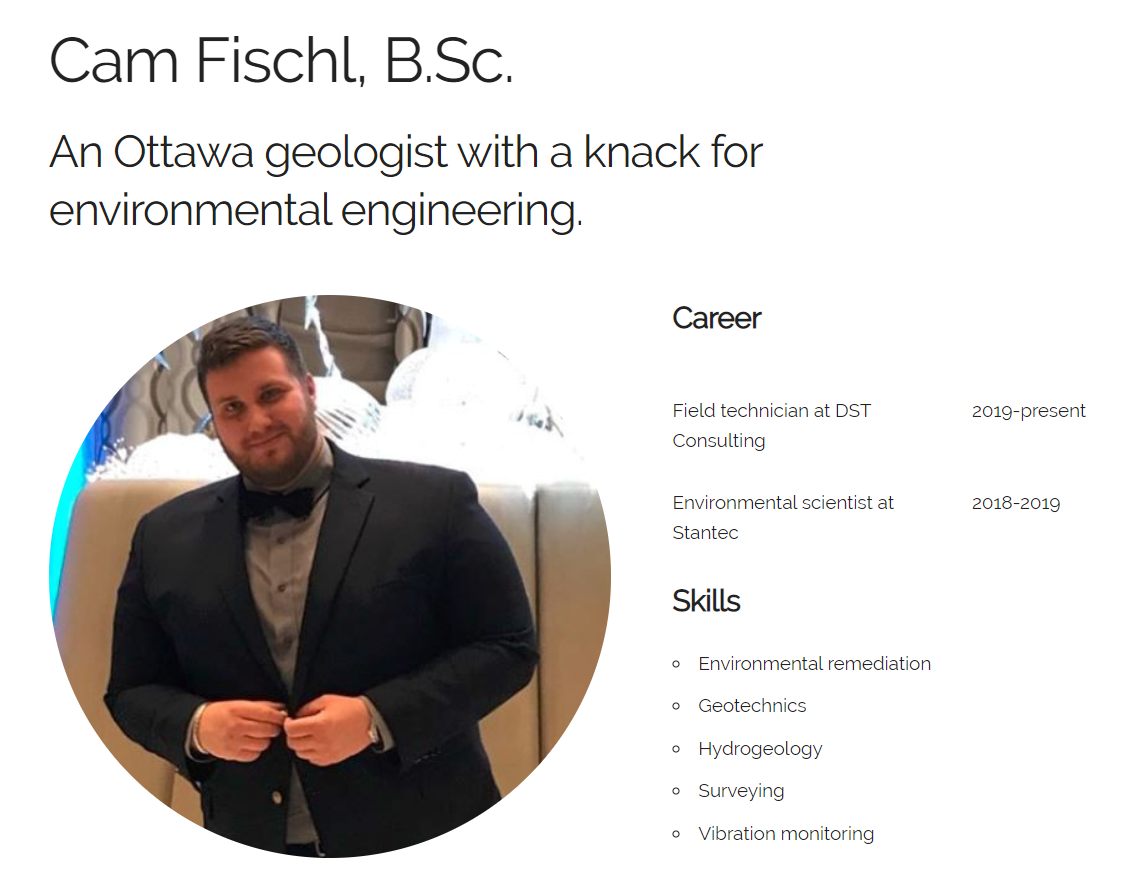 Cam Fischl, B.Sc.
An Ottawa geologist with a knack for
environmental engineering.
Career
Field technician at DST
Consulting
2019-present
Environmental scientist at
Stantec
2018-2019
Skills
Environmental remediation
Geotechnics
Hydrogeology
Surveying
Vibration monitoring